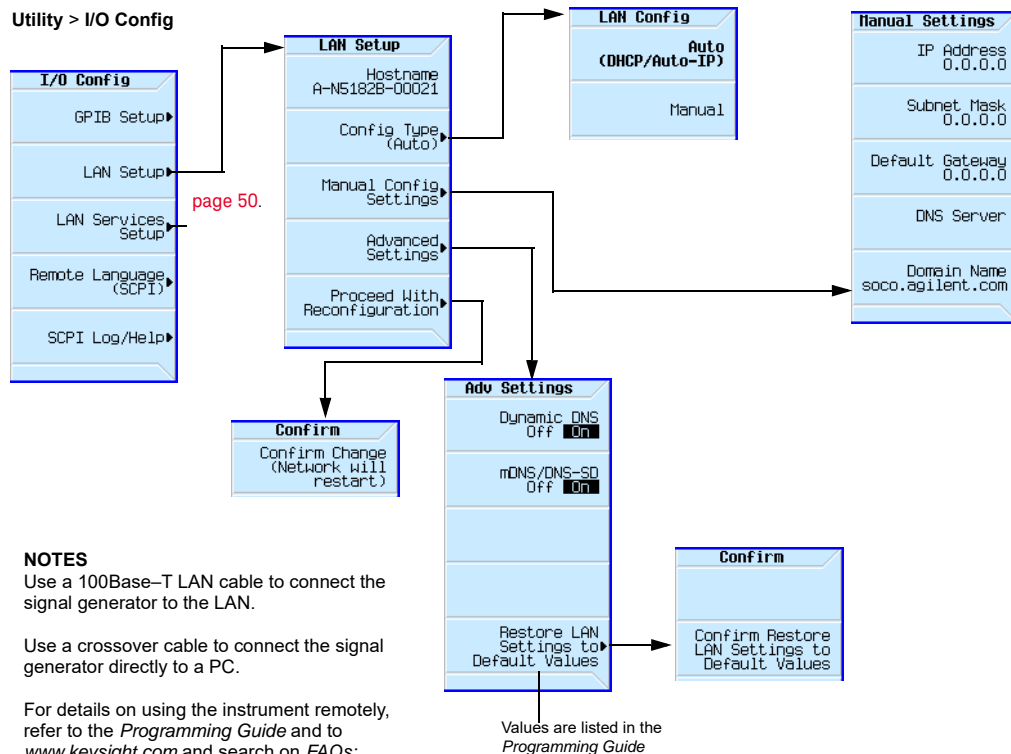 Utility > I/O Config
I/O Config
GPIB Setup
LAN Setup
LAN Services
Setup
page 50.
Remote Language
(SCPI)
SCPI Log/Help
LAN Setup
Hostname
A-N5182B-00021
Config Type
(Auto)
Manual Config
Settings
Advanced
Settings
Proceed With
Reconfiguration
LAN Config
Auto
(DHCP/Auto-IP)
Manual
Manual Settings
IP Address
0.0.0.0
Subnet Mask
0.0.0.0
Default Gateway
0.0.0.0
DNS Server
Domain Name
soco.agilent.com
Confirm
Confirm Change
(Network will
restart)
Adv Settings
Dynamic DNS
Off On
mDNS/DNS-SD
Off On
Restore LAN
Settings to
Default Values
Confirm
Confirm Restore
LAN Settings to
Default Values
Values are listed in the
Programming Guide
NOTES
Use a 100Base–T LAN cable to connect the
signal generator to the LAN.
Use a crossover cable to connect the signal
generator directly to a PC.
For details on using the instrument remotely,
refer to the Programming Guide and to
www.keysight.com and search on FAQs: